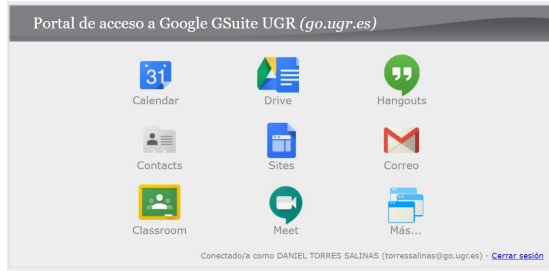 Portal de acceso a Google GSuite UGR (go.ugr.es)
31
Calendar
Drive
Hangouts
Contacts
Sites
Correo
Classroom
Meet
Más...
Conectado/a como DANIEL TORRES SALINAS (torressalinas@go.ugr.es) - Cerrar sesión